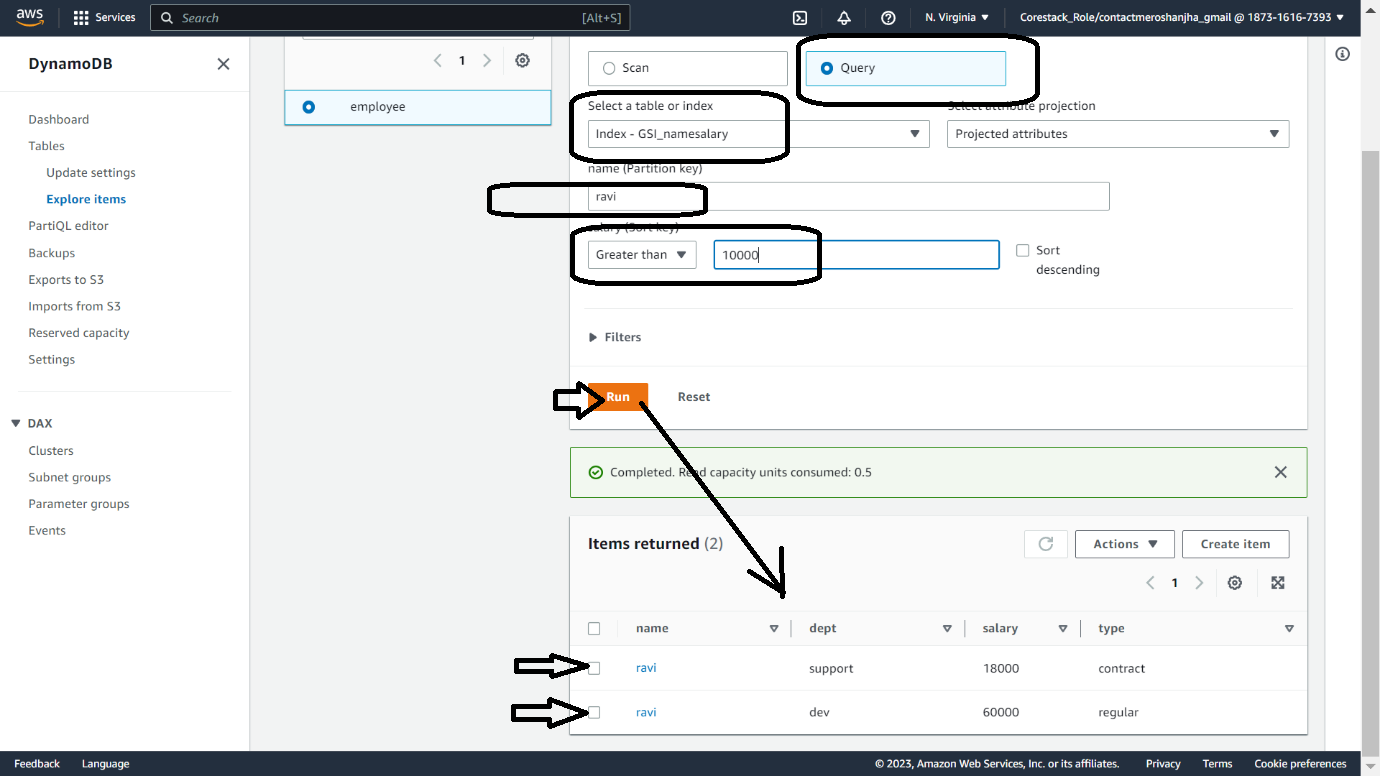 aws Services Search [Alt+S] N. Virginia Corestack_Role/contactmeroshanjha_gmail @ 1873-1616-7393
DynamoDB
Dashboard
Tables
Update settings
Explore items
PartiQL editor
Backups
Exports to S3
Imports from S3
Reserved capacity
Settings
DAX
Clusters
Subnet groups
Parameter groups
Events
1
employee
Scan Query
Select a table or index Select attribute projection
Index - GSI_namesalary Projected attributes
name (Partition key)
ravi
salary (Sort key)
Greater than 10000 Sort
descending
Filters
Run Reset
Completed. Read capacity units consumed: 0.5
Items returned (2) Actions Create item
1
name dept salary type
ravi support 18000 contract
ravi dev 60000 regular
Feedback Language © 2023, Amazon Web Services, Inc. or its affiliates. Privacy Terms Cookie preferences